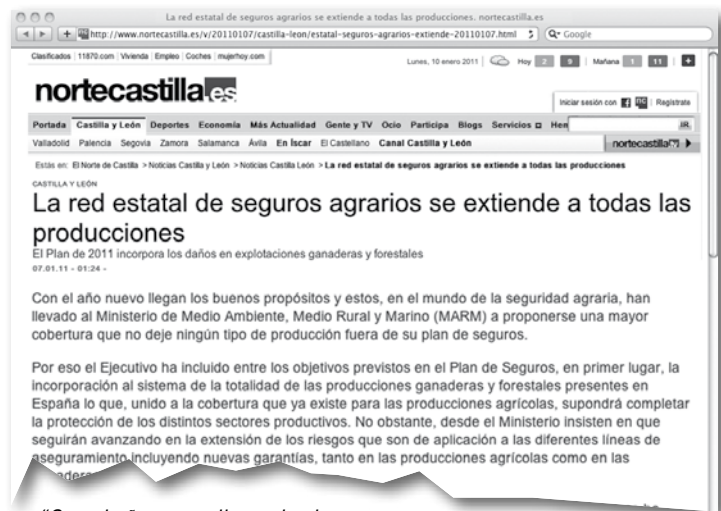 La red estatal de seguros agrarios se extiende a todas las producciones. nortecastilla.es
http://www.nortecastilla.es/v/20110107/castilla-leon/estatal-seguros-agrarios-extiende-20110107.html Google
Clasificados 11870.com Vivienda Empleo Coches mujerhoy.com
Lunes, 10 enero 2011 Hoy 2 9 Mañana 1 11 +
nortecastilla.es
Iniciar sesión con Regístrate
Portada Castilla y León Deportes Economía Más Actualidad Gente y TV Ocio Participa Blogs Servicios Hem IR
Valladolid Palencia Segovia Zamora Salamanca Ávila En Íscar El Castellano Canal Castilla y León nortecastilla
Estás en: El Norte de Castilla > Noticias Castilla y León > Noticias Castilla León > La red estatal de seguros agrarios se extiende a todas las producciones
CASTILLA Y LEÓN
La red estatal de seguros agrarios se extiende a todas las
producciones
El Plan de 2011 incorpora los daños en explotaciones ganaderas y forestales
07.01.11 - 01:24 -
Con el año nuevo llegan los buenos propósitos y estos, en el mundo de la seguridad agraria, han
llevado al Ministerio de Medio Ambiente, Medio Rural y Marino (MARM) a proponerse una mayor
cobertura que no deje ningún tipo de producción fuera de su plan de seguros.
Por eso el Ejecutivo ha incluido entre los objetivos previstos en el Plan de Seguros, en primer lugar, la
incorporación al sistema de la totalidad de las producciones ganaderas y forestales presentes en
España lo que, unido a la cobertura que ya existe para las producciones agrícolas, supondrá completar
la protección de los distintos sectores productivos. No obstante, desde el Ministerio insisten en que
seguirán avanzando en la extensión de los riesgos que son de aplicación a las diferentes líneas de
aseguramiento incluyendo nuevas garantías, tanto en las producciones agrícolas como en las